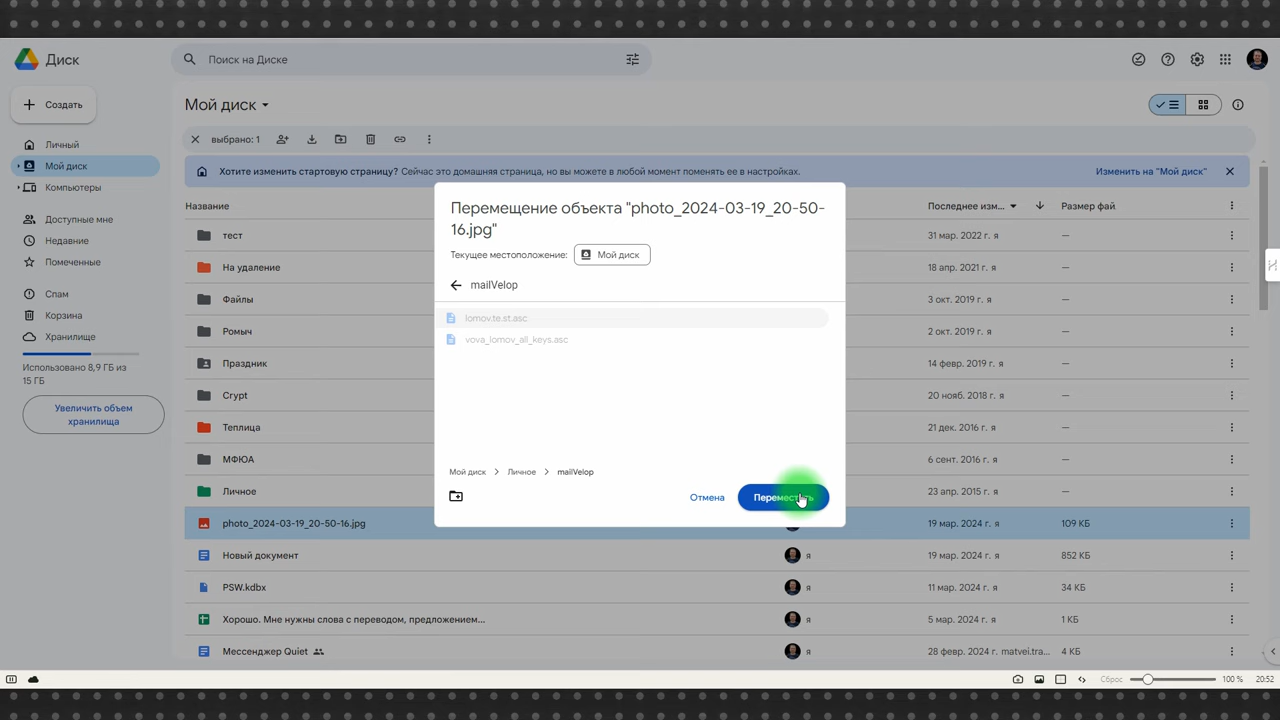 Диск
Поиск на Диске
Создать
Мой диск
выбрано: 1
Личный
Мой диск
Компьютеры
Доступные мне
Недавние
Помеченные
Спам
Корзина
Хранилище
Использовано 8,9 ГБ из
15 ГБ
Увеличить объем
хранилища
Хотите изменить стартовую страницу? Сейчас это домашняя страница, но вы можете в любой момент поменять ее в настройках.
Изменить на "Мой диск"
Название
Последнее изм...
Размер фай
тест
31 мар. 2022 г. я
—
На удаление
18 апр. 2021 г. я
—
Файлы
3 окт. 2019 г. я
—
Ромыч
2 окт. 2019 г. я
—
Праздник
14 февр. 2019 г. я
—
Crypt
20 нояб. 2018 г. я
—
Теплица
21 дек. 2016 г. я
—
МФЮА
6 сент. 2016 г. я
—
Личное
23 апр. 2015 г. я
—
photo_2024-03-19_20-50-16.jpg
19 мар. 2024 г. я
109 КБ
Новый документ
я
19 мар. 2024 г. я
852 КБ
PSW.kdbx
я
11 мар. 2024 г. я
34 КБ
Хорошо. Мне нужны слова с переводом, предложением...
я
5 мар. 2024 г. я
1 КБ
Мессенджер Quiet
я
28 февр. 2024 г. matvei.tra...
4 КБ
Перемещение объекта "photo_2024-03-19_20-50-
16.jpg"
Текущее местоположение:
Мой диск
mailVelop
lomov.te.st.asc
vova_lomov_all_keys.asc
Мой диск > Личное > mailVelop
Отмена
Переместить
Сброс
100 %
20:52